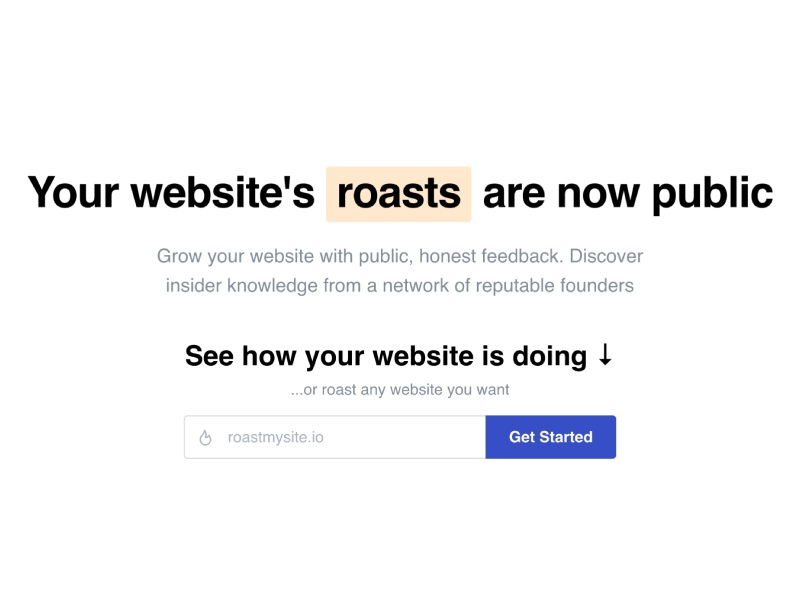 Your website's roasts are now public
Grow your website with public, honest feedback. Discover
insider knowledge from a network of reputable founders
See how your website is doing ↓
...or roast any website you want
roastmysite.io
Get Started